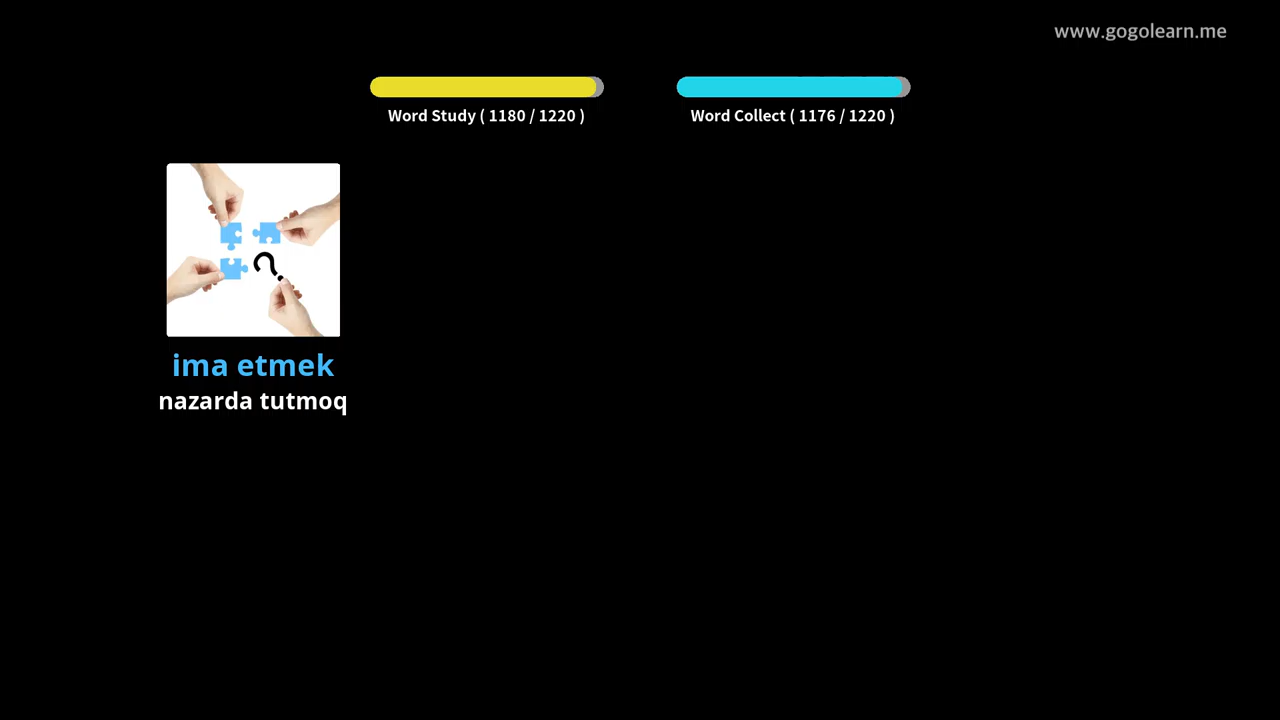 www.gogolearn.me
Word Study ( 1180 / 1220 )
Word Collect ( 1176 / 1220 )
ima etmek
nazarda tutmoq